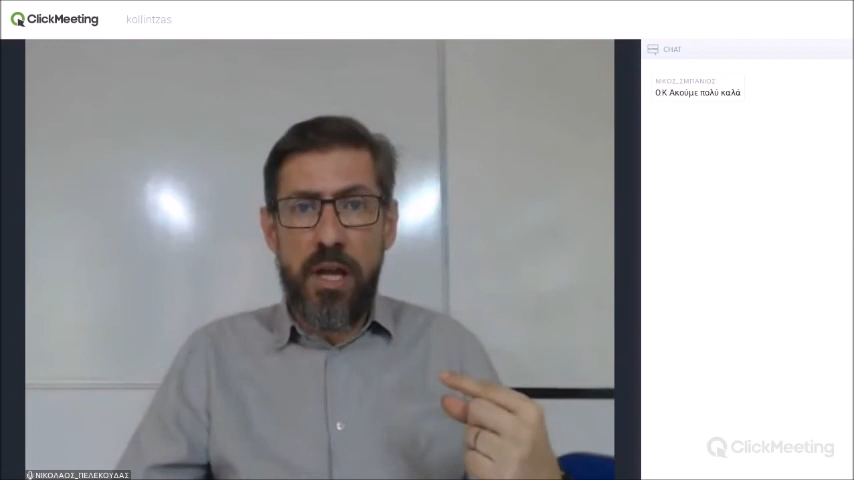 ClickMeeting
kollintzas
CHAT
ΝΙΚΟΣ_ΣΜΠΑΝΙΟΣ
ΟΚ Ακούμε πολύ καλά
ClickMeeting
ΝΙΚΟΛΑΟΣ_ΠΕΛΕΚΟΥΔΑΣ